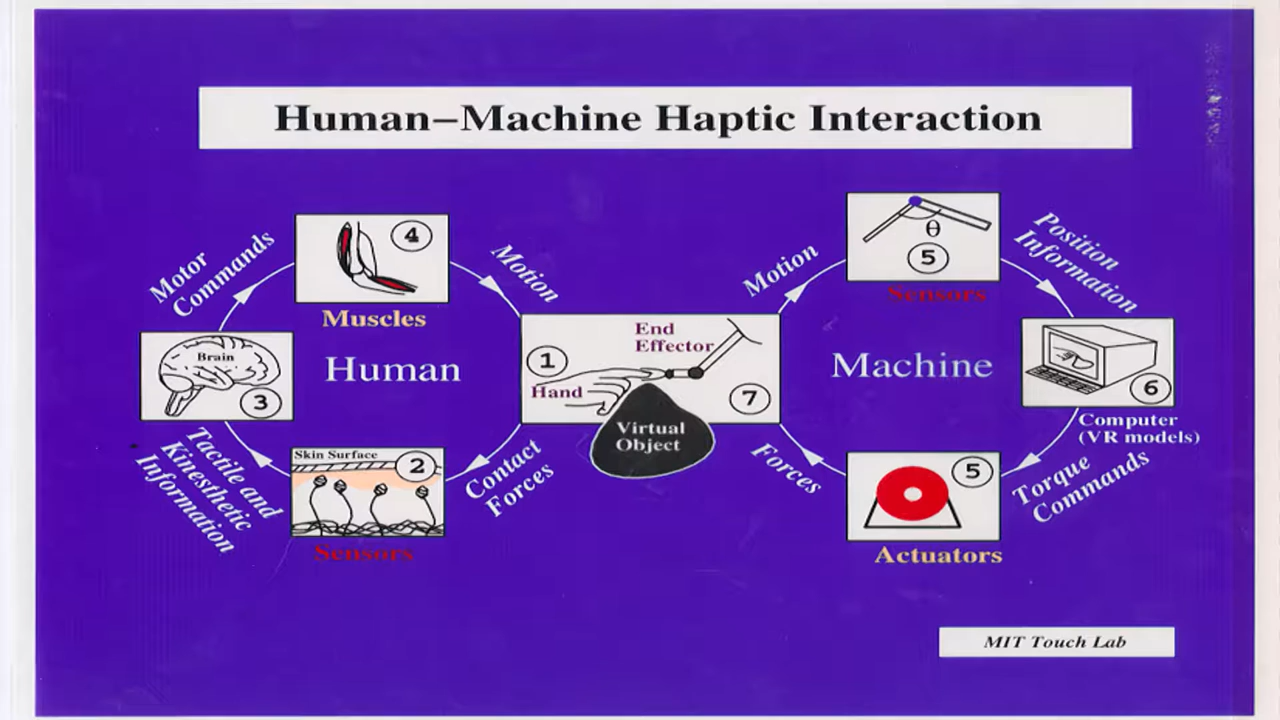 Human–Machine Haptic Interaction
Motor
Commands
4
Muscles
Motion
Brain
3
Human
Tactile and
Kinesthetic
Information
Skin Surface
2
Sensors
Contact
Forces
1
Hand
End
Effector
7
Virtual
Object
Motion
θ
5
Sensors
Position
Information
Machine
6
Computer
(VR models)
Torque
Commands
5
Actuators
Forces
MIT Touch Lab